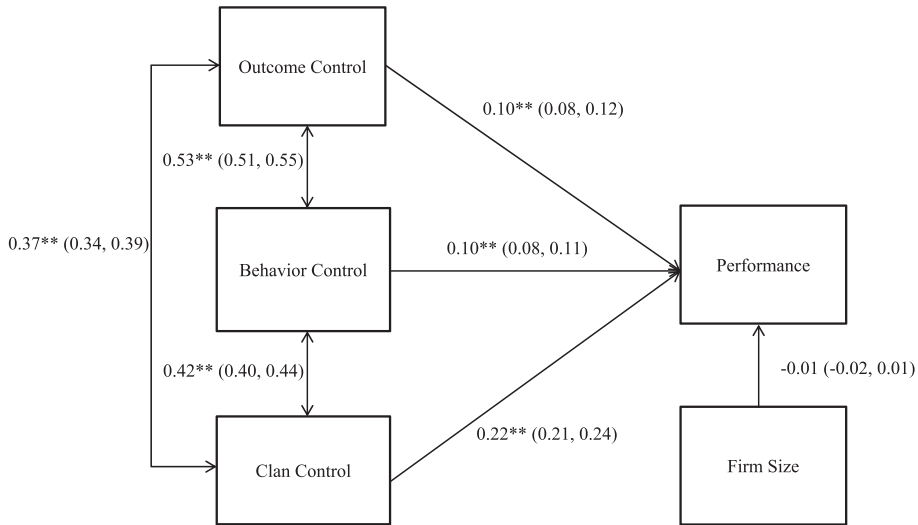 Outcome Control
0.10** (0.08, 0.12)
0.53** (0.51, 0.55)
0.37** (0.34, 0.39)
Behavior Control
0.10** (0.08, 0.11)
Performance
0.42** (0.40, 0.44)
-0.01 (-0.02, 0.01)
0.22** (0.21, 0.24)
Clan Control
Firm Size